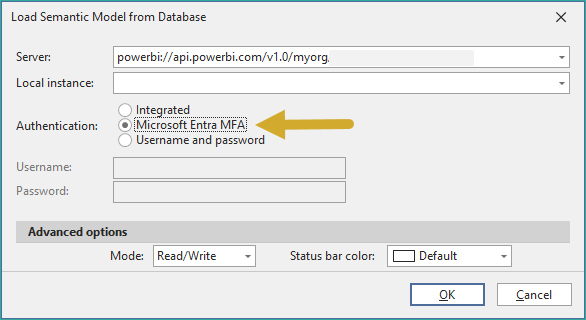 Load Semantic Model from Database
Server: powerbi://api.powerbi.com/v1.0/myorg
Local instance:
Integrated
Authentication: Microsoft Entra MFA
Username and password
Username:
Password:
Advanced options
Mode: Read/Write Status bar color: Default
OK Cancel